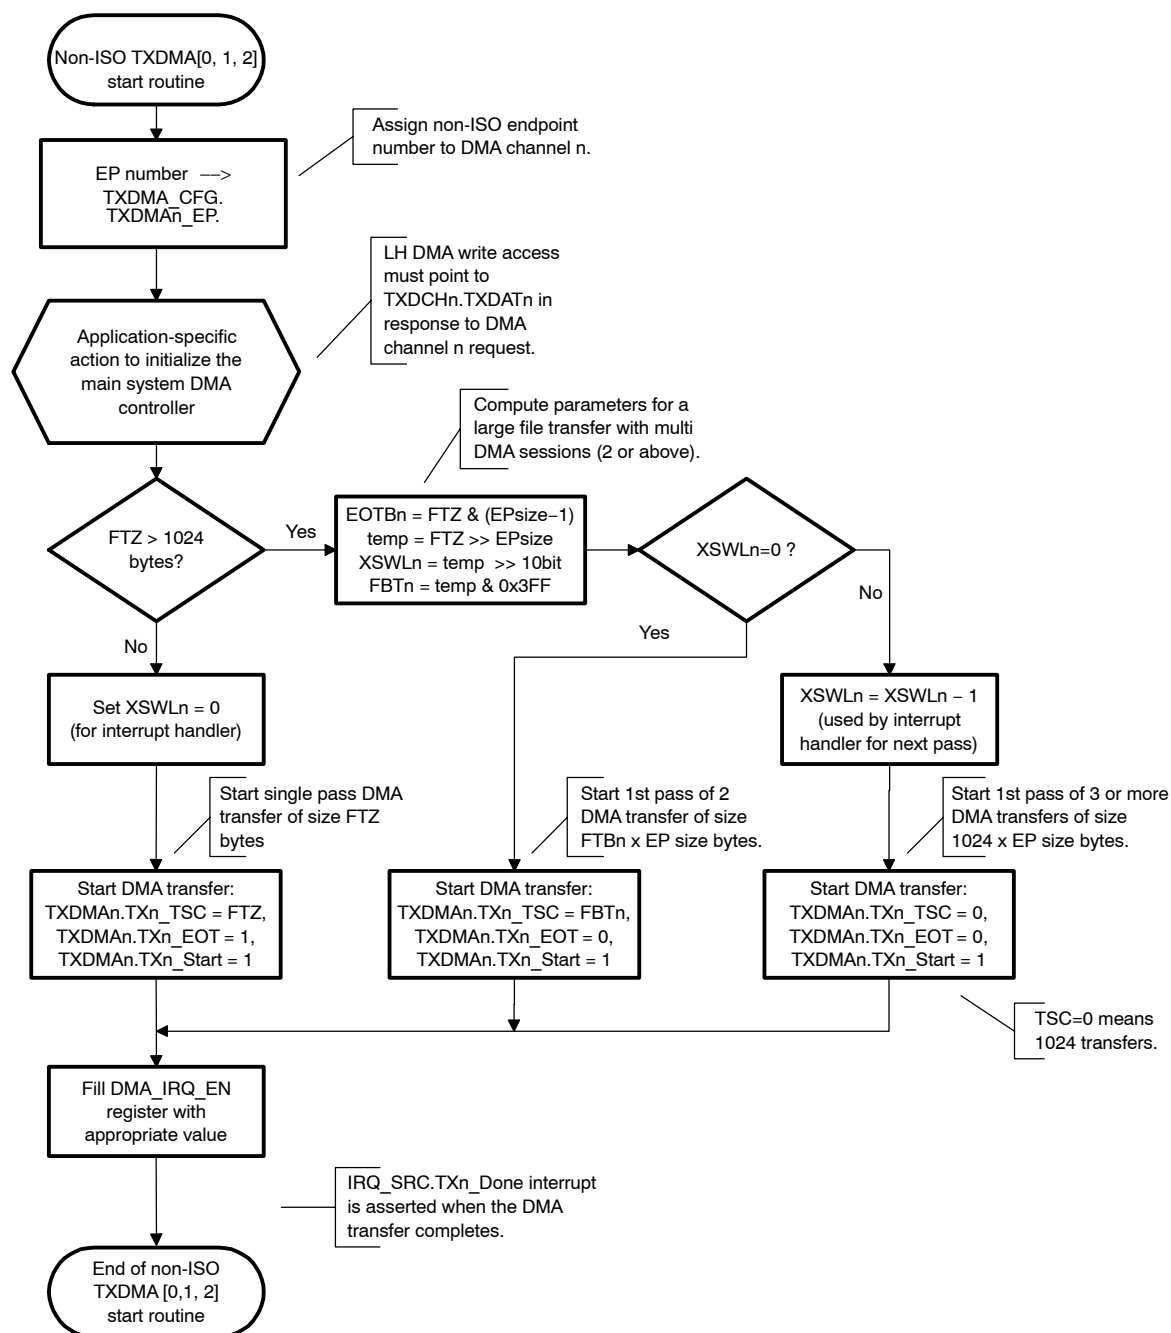 Non-ISO TXDMA[0, 1, 2]
start routine
Assign non-ISO endpoint
number to DMA channel n.
EP number −−>
TXDMA_CFG.
TXDMAn_EP.
LH DMA write access
must point to
TXDCHn.TXDATn in
response to DMA
channel n request.
Application-specific
action to initialize the
main system DMA
controller
Compute parameters for a
large file transfer with multi
DMA sessions (2 or above).
FTZ > 1024
bytes?
Yes
EOTBn = FTZ & (EPsize−1)
temp = FTZ >> EPsize
XSWLn = temp >> 10bit
FBTn = temp & 0x3FF
XSWLn=0 ?
No
Yes
No
Set XSWLn = 0
(for interrupt handler)
XSWLn = XSWLn − 1
(used by interrupt
handler for next pass)
Start single pass DMA
transfer of size FTZ
bytes
Start 1st pass of 2
DMA transfer of size
FTBn x EP size bytes.
Start 1st pass of 3 or more
DMA transfers of size
1024 x EP size bytes.
Start DMA transfer:
TXDMAn.TXn_TSC = FTZ,
TXDMAn.TXn_EOT = 1,
TXDMAn.TXn_Start = 1
Start DMA transfer:
TXDMAn.TXn_TSC = FBTn,
TXDMAn.TXn_EOT = 0,
TXDMAn.TXn_Start = 1
Start DMA transfer:
TXDMAn.TXn_TSC = 0,
TXDMAn.TXn_EOT = 0,
TXDMAn.TXn_Start = 1
TSC=0 means
1024 transfers.
Fill DMA_IRQ_EN
register with
appropriate value
IRQ_SRC.TXn_Done interrupt
is asserted when the DMA
transfer completes.
End of non-ISO
TXDMA [0,1, 2]
start routine